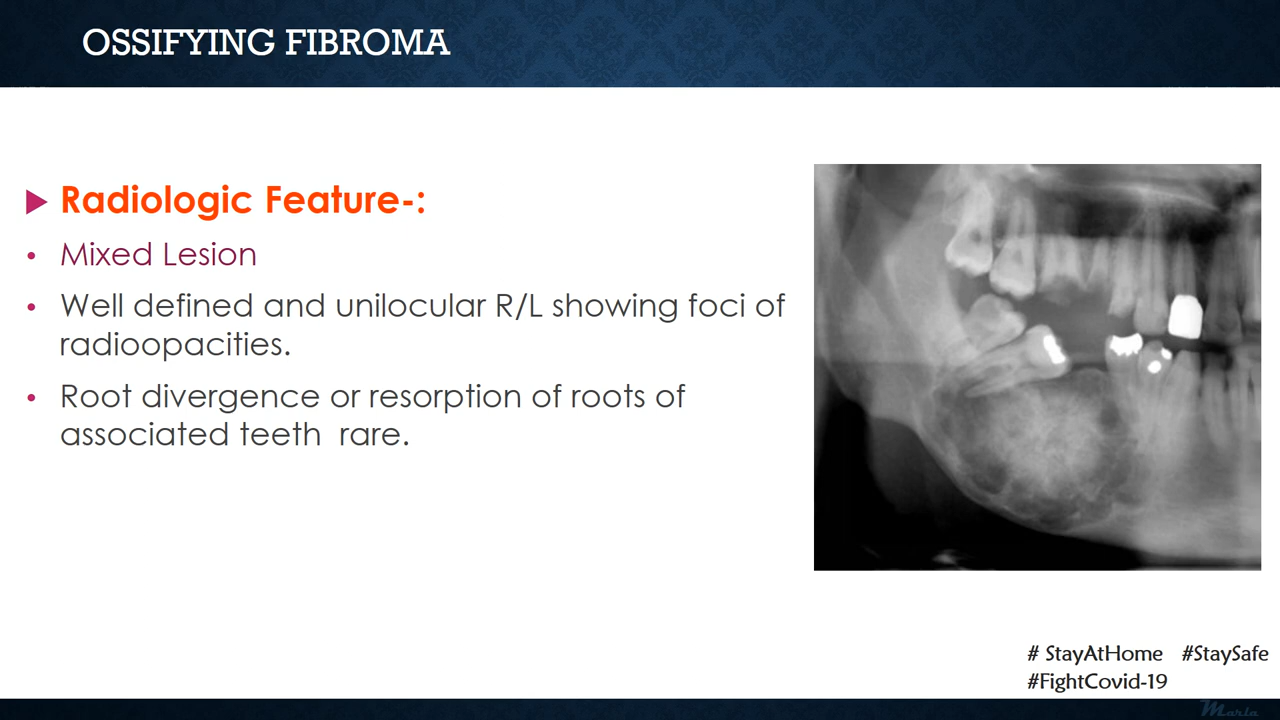 OSSIFYING FIBROMA
Radiologic Feature-:
• Mixed Lesion
• Well defined and unilocular R/L showing foci of
radioopacities.
• Root divergence or resorption of roots of
associated teeth rare.
# StayAtHome #StaySafe
#FightCovid-19
Maria